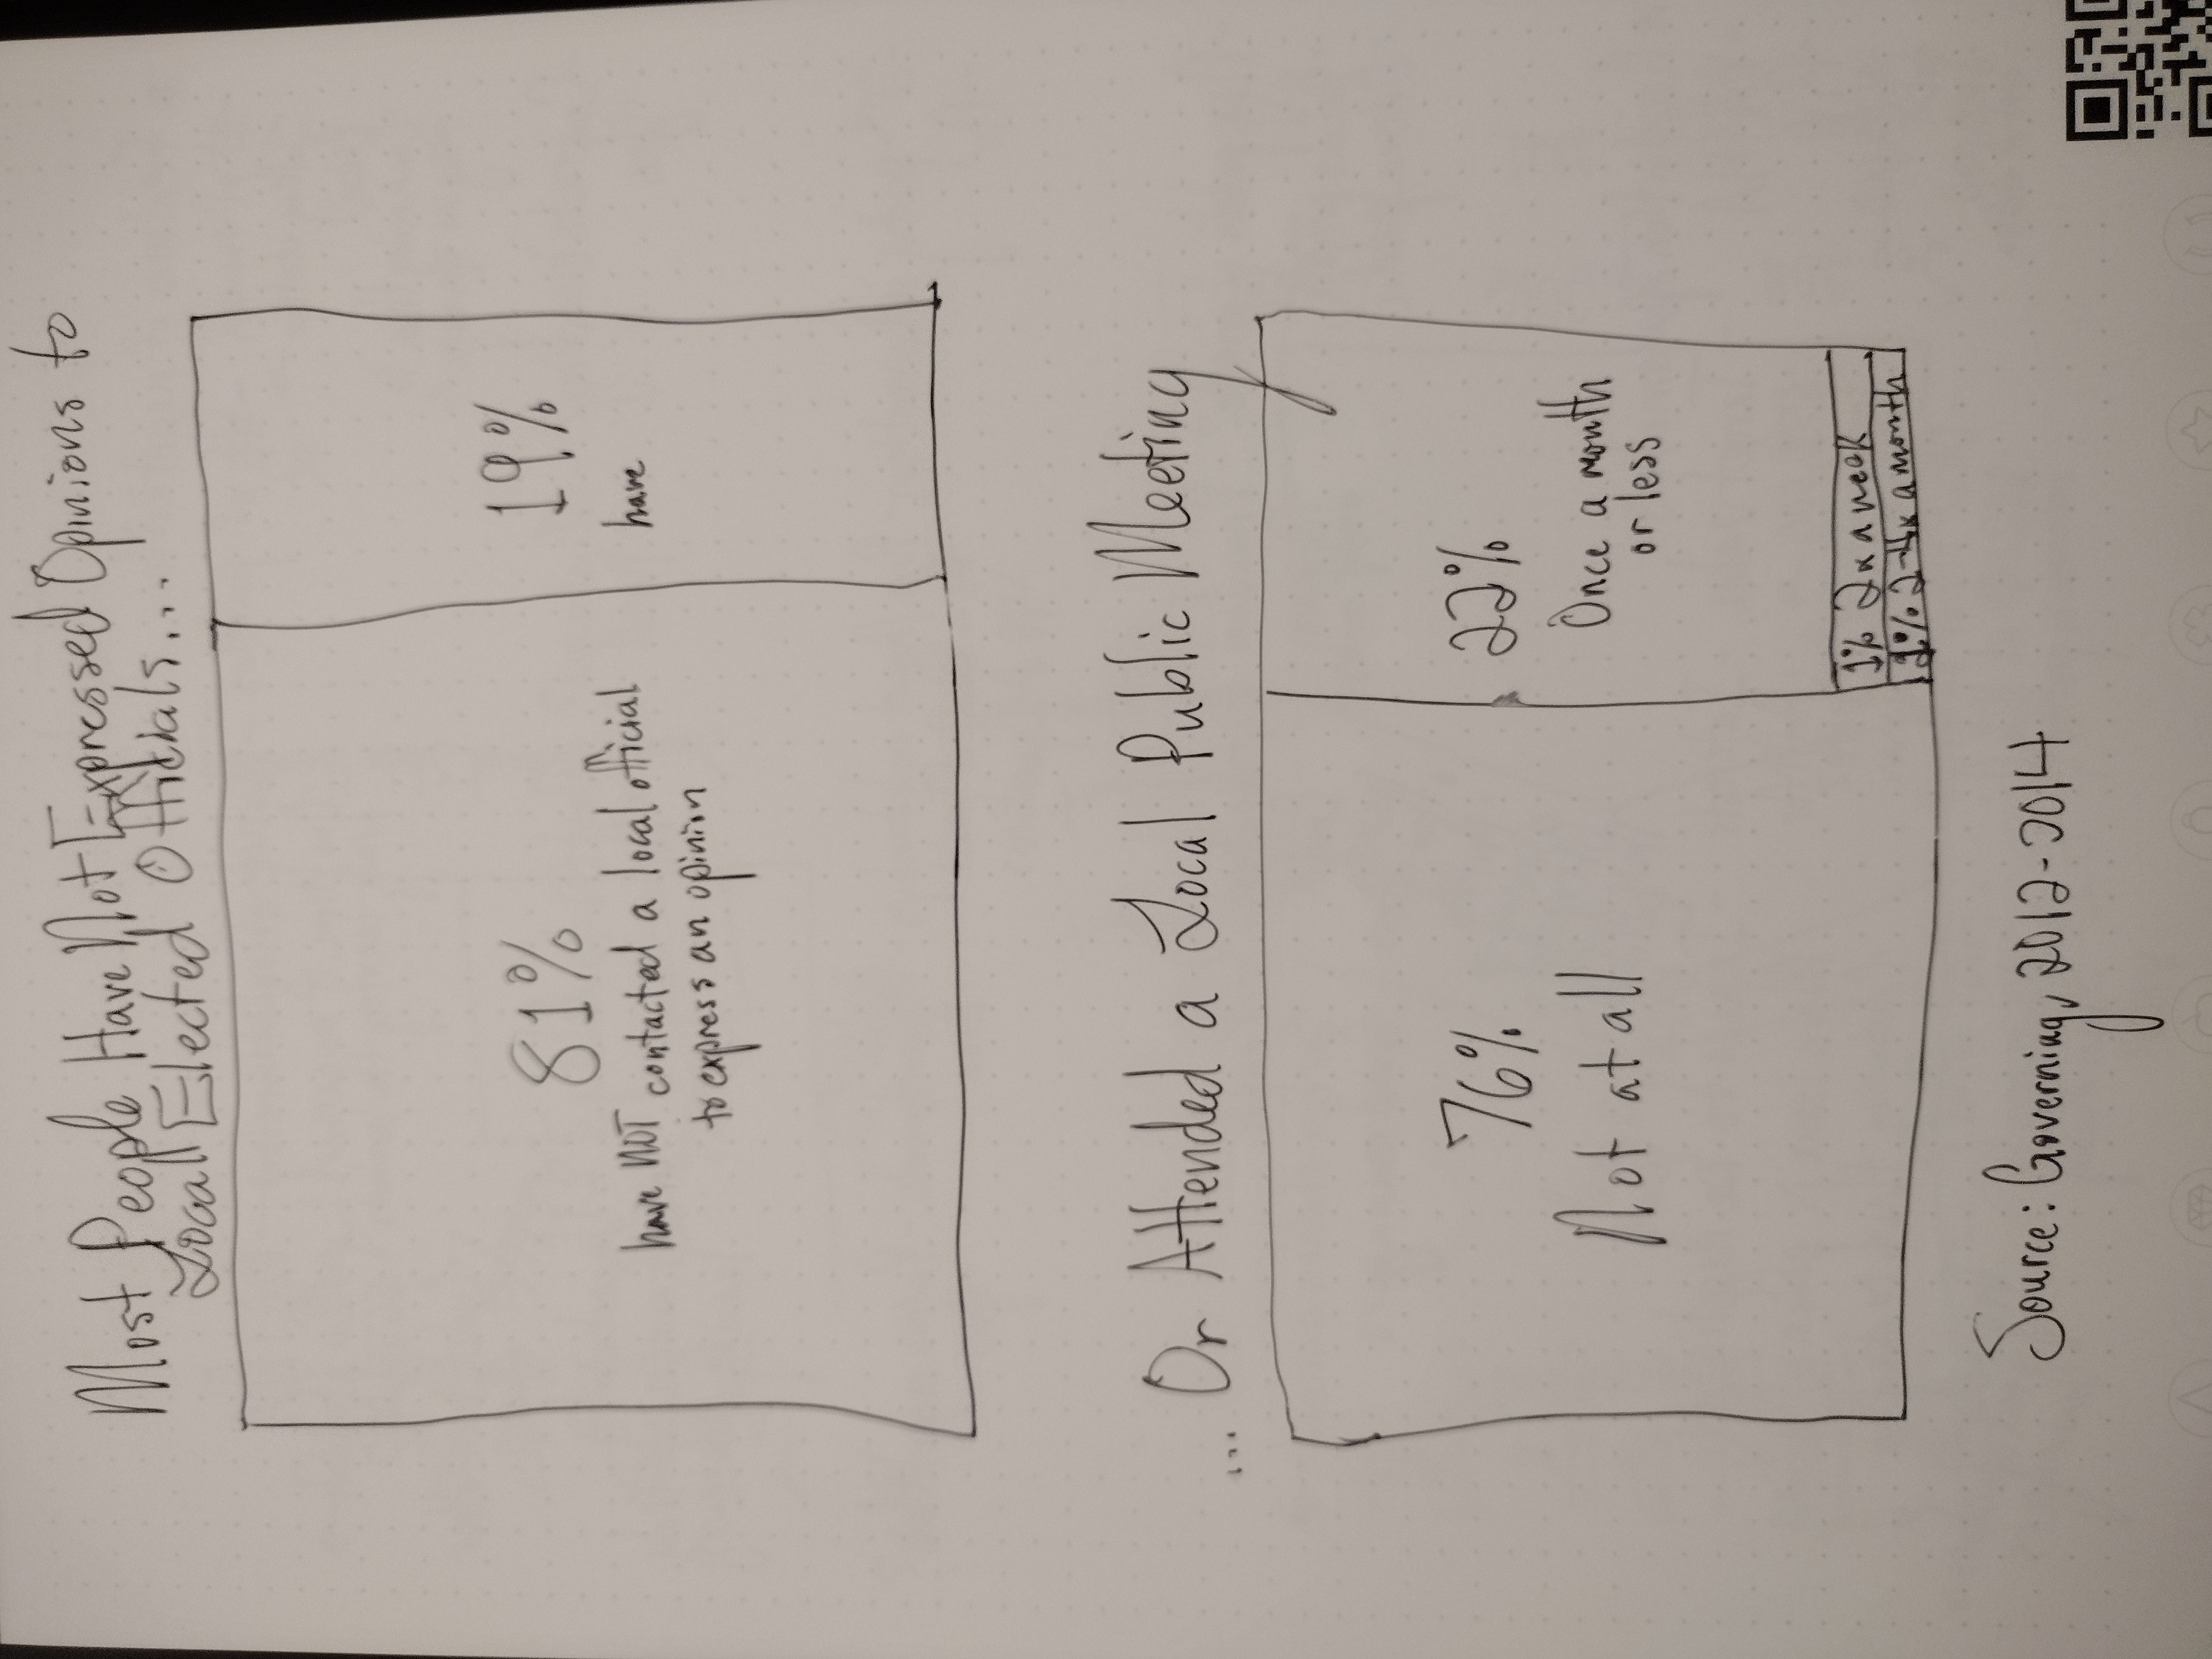 Most People Have Not Expressed Opinions to
Local Elected Officials...
81%
have NOT contacted a local official
to express an opinion
19%
have
... Or Attended a Local Public Meeting
76%
Not at all
22%
Once a month
or less
1% 2x a week
1% 2-4x a month
Source: Governing, 2012-2014